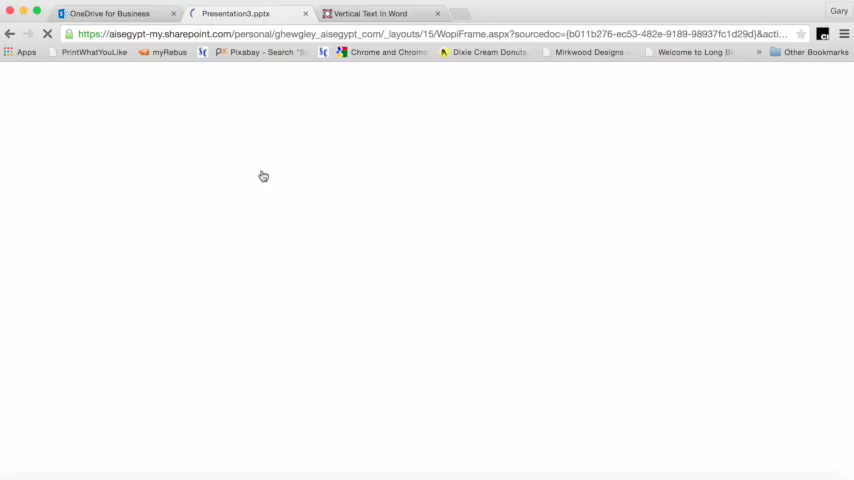 OneDrive for Business
Presentation3.pptx
Vertical Text In Word
Gary
https://aisegypt-my.sharepoint.com/personal/ghewgley_aisegypt_com/_layouts/15/WopiFrame.aspx?sourcedoc={b011b276-ec53-482e-9189-98937fc1d29d}&acti...
Apps
PrintWhatYouLike
myRebus
Pixabay - Search "S
Chrome and Chrom
Dixie Cream Donuts
Mirkwood Designs
Welcome to Long Be
»
Other Bookmarks